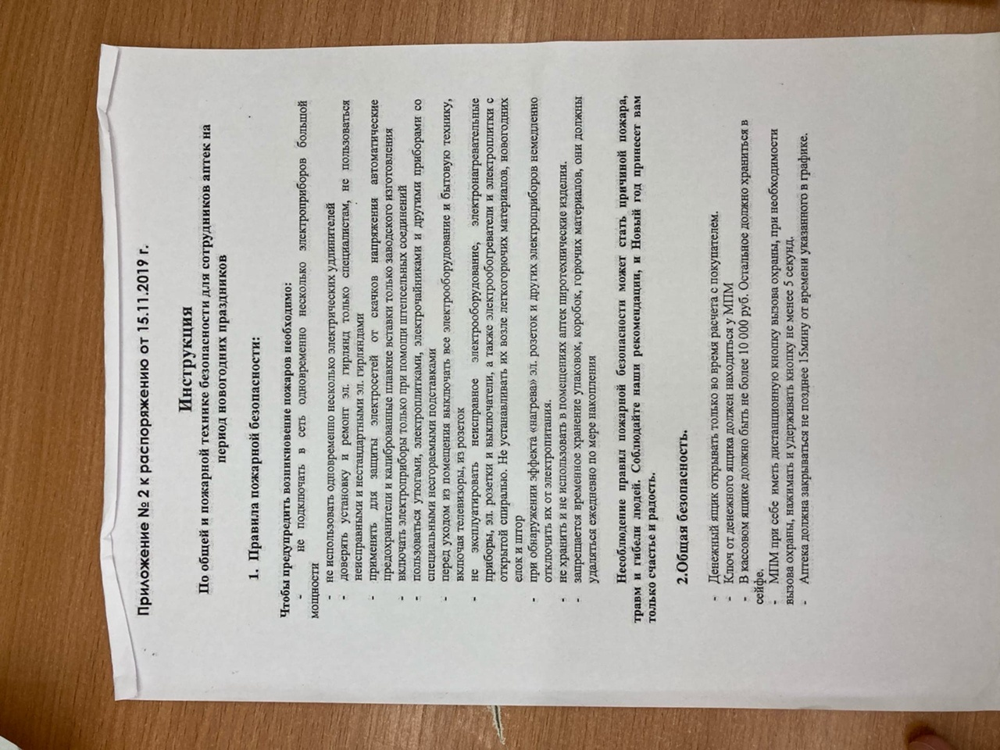 Приложение № 2 к распоряжению от 15.11.2019 г.
Инструкция
По общей и пожарной технике безопасности для сотрудников аптек на
период новогодних праздников
1. Правила пожарной безопасности:
Чтобы предупредить возникновение пожаров необходимо:
- не подключать в сеть одновременно несколько электроприборов большой
мощности
- не использовать одновременно несколько электрических удлинителей
- доверять установку и ремонт эл. гирлянд только специалистам, не пользоваться
неисправными и нестандартными эл. гирляндами
- применять для защиты электросетей от скачков напряжения автоматические
предохранители и калиброванные плавкие вставки только заводского изготовления
- включать электроприборы только при помощи штепсельных соединений
- пользоваться утюгами, электроплитками, электрочайниками и другими приборами со
специальными несгораемыми подставками
- перед уходом из помещения выключать все электрооборудование и бытовую технику,
включая телевизоры, из розеток
- не эксплуатировать неисправное электрооборудование, электронагревательные
приборы, эл. розетки и выключатели, а также электрообогреватели и электроплитки с
открытой спиралью. Не устанавливать их возле легкогорючих материалов, новогодних
елок и штор
- при обнаружении эффекта «нагрева» эл. розеток и других электроприборов немедленно
отключить их от электропитания.
- не хранить и не использовать в помещениях аптек пиротехнические изделия.
- запрещается временное хранение упаковок, коробок, горючих материалов, они должны
удаляться ежедневно по мере накопления
Несоблюдение правил пожарной безопасности может стать причиной пожара,
травм и гибели людей. Соблюдайте наши рекомендации, и Новый год принесет вам
только счастье и радость.
2.Общая безопасность.
- Денежный ящик открывать только во время расчета с покупателем.
- Ключ от денежного ящика должен находиться у МПМ
- В кассовом ящике должно быть не более 10 000 руб. Остальное должно храниться в
сейфе.
- МПМ при себе иметь дистанционную кнопку вызова охраны, при необходимости
вызова охраны, нажимать и удерживать кнопку не менее 5 секунд.
- Аптека должна закрываться не позднее 15мину от времени указанного в графике.